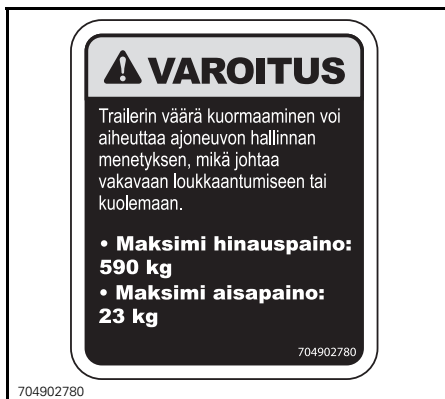 VAROITUS
Trailerin väärä kuormaaminen voi
aiheuttaa ajoneuvon hallinnan
menetyksen, mikä johtaa
vakavaan loukkaantumiseen tai
kuolemaan.
• Maksimi hinauspaino:
590 kg
• Maksimi aisapaino:
23 kg
704902780
704902780